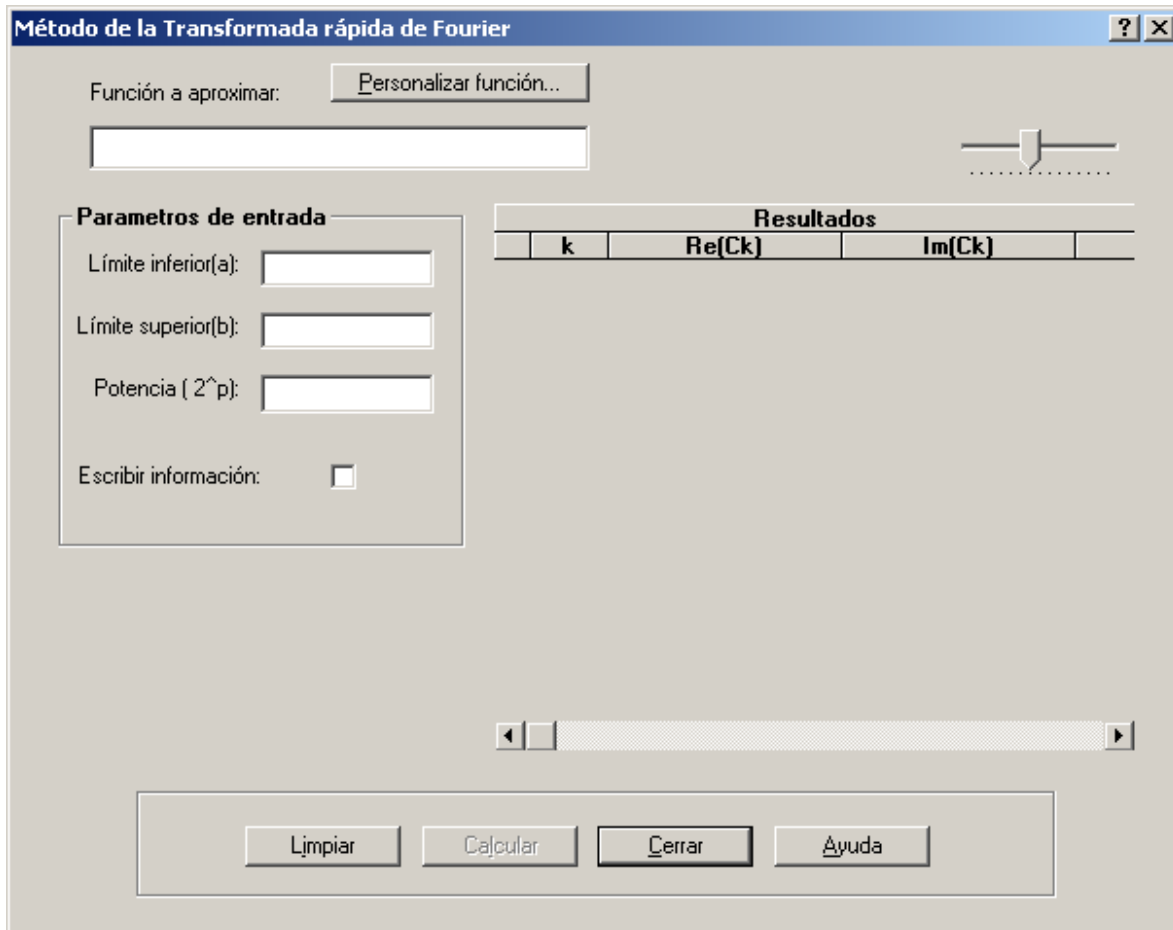 Método de la Transformada rápida de Fourier
Función a aproximar:
Personalizar función...
Parametros de entrada
Límite inferior(a):
Límite superior(b):
Potencia ( 2^p):
Escribir información:
Resultados
k Re(Ck) Im(Ck)
Limpiar Calcular Cerrar Ayuda